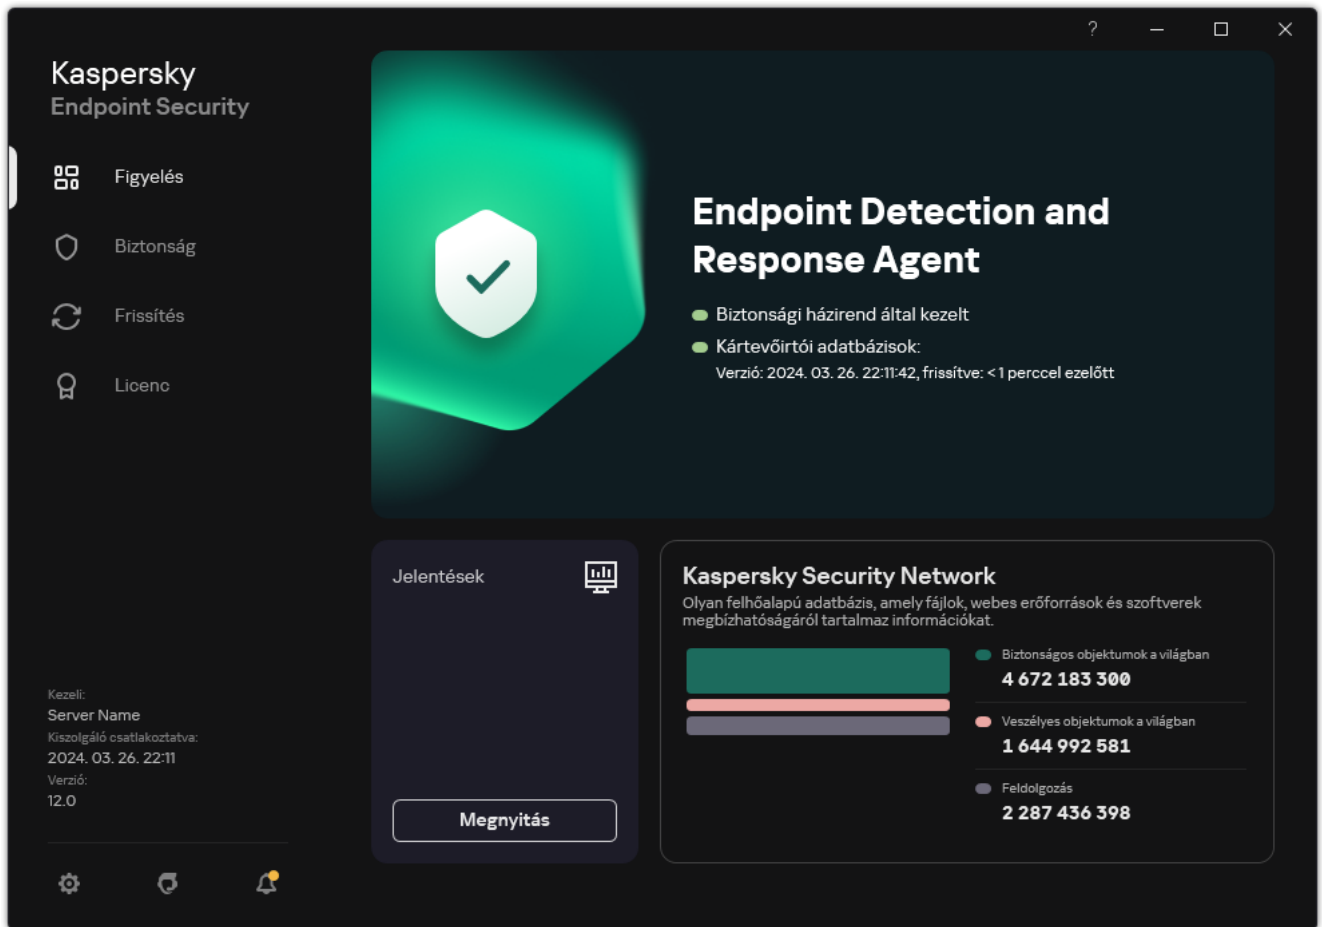 Kaspersky
Endpoint Security
Figyelés
Biztonság
Frissítés
Licenc
Kezeli:
Server Name
Kiszolgáló csatlakoztatva:
2024. 03. 26. 22:11
Verzió:
12.0
?
Endpoint Detection and
Response Agent
Biztonsági házirend által kezelt
Kártevőirtói adatbázisok:
Verzió: 2024. 03. 26. 22:11:42, frissítve: < 1 perccel ezelőtt
Jelentések
Megnyitás
Kaspersky Security Network
Olyan felhőalapú adatbázis, amely fájlok, webes erőforrások és szoftverek
megbízhatóságáról tartalmaz információkat.
Biztonságos objektumok a világban
4 672 183 300
Veszélyes objektumok a világban
1 644 992 581
Feldolgozás
2 287 436 398